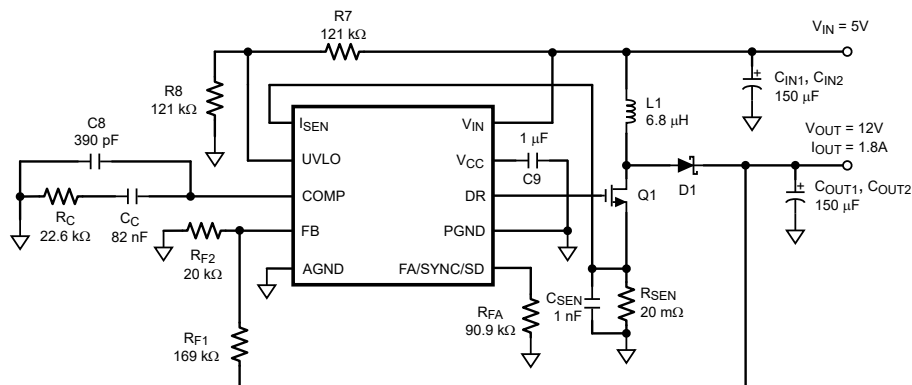 R7
121 kΩ
V_IN = 5V
R8
121 kΩ
C_IN1, C_IN2
150 μF
L1
6.8 μH
C8
390 pF
I_SEN
V_IN
1 μF
V_OUT = 12V
I_OUT = 1.8A
UVLO
V_CC
C9
D1
COMP
DR
Q1
C_OUT1, C_OUT2
150 μF
R_C
22.6 kΩ
C_C
82 nF
FB
PGND
R_F2
20 kΩ
AGND
FA/SYNC/SD
C_SEN
1 nF
R_SEN
20 mΩ
R_FA
90.9 kΩ
R_F1
169 kΩ